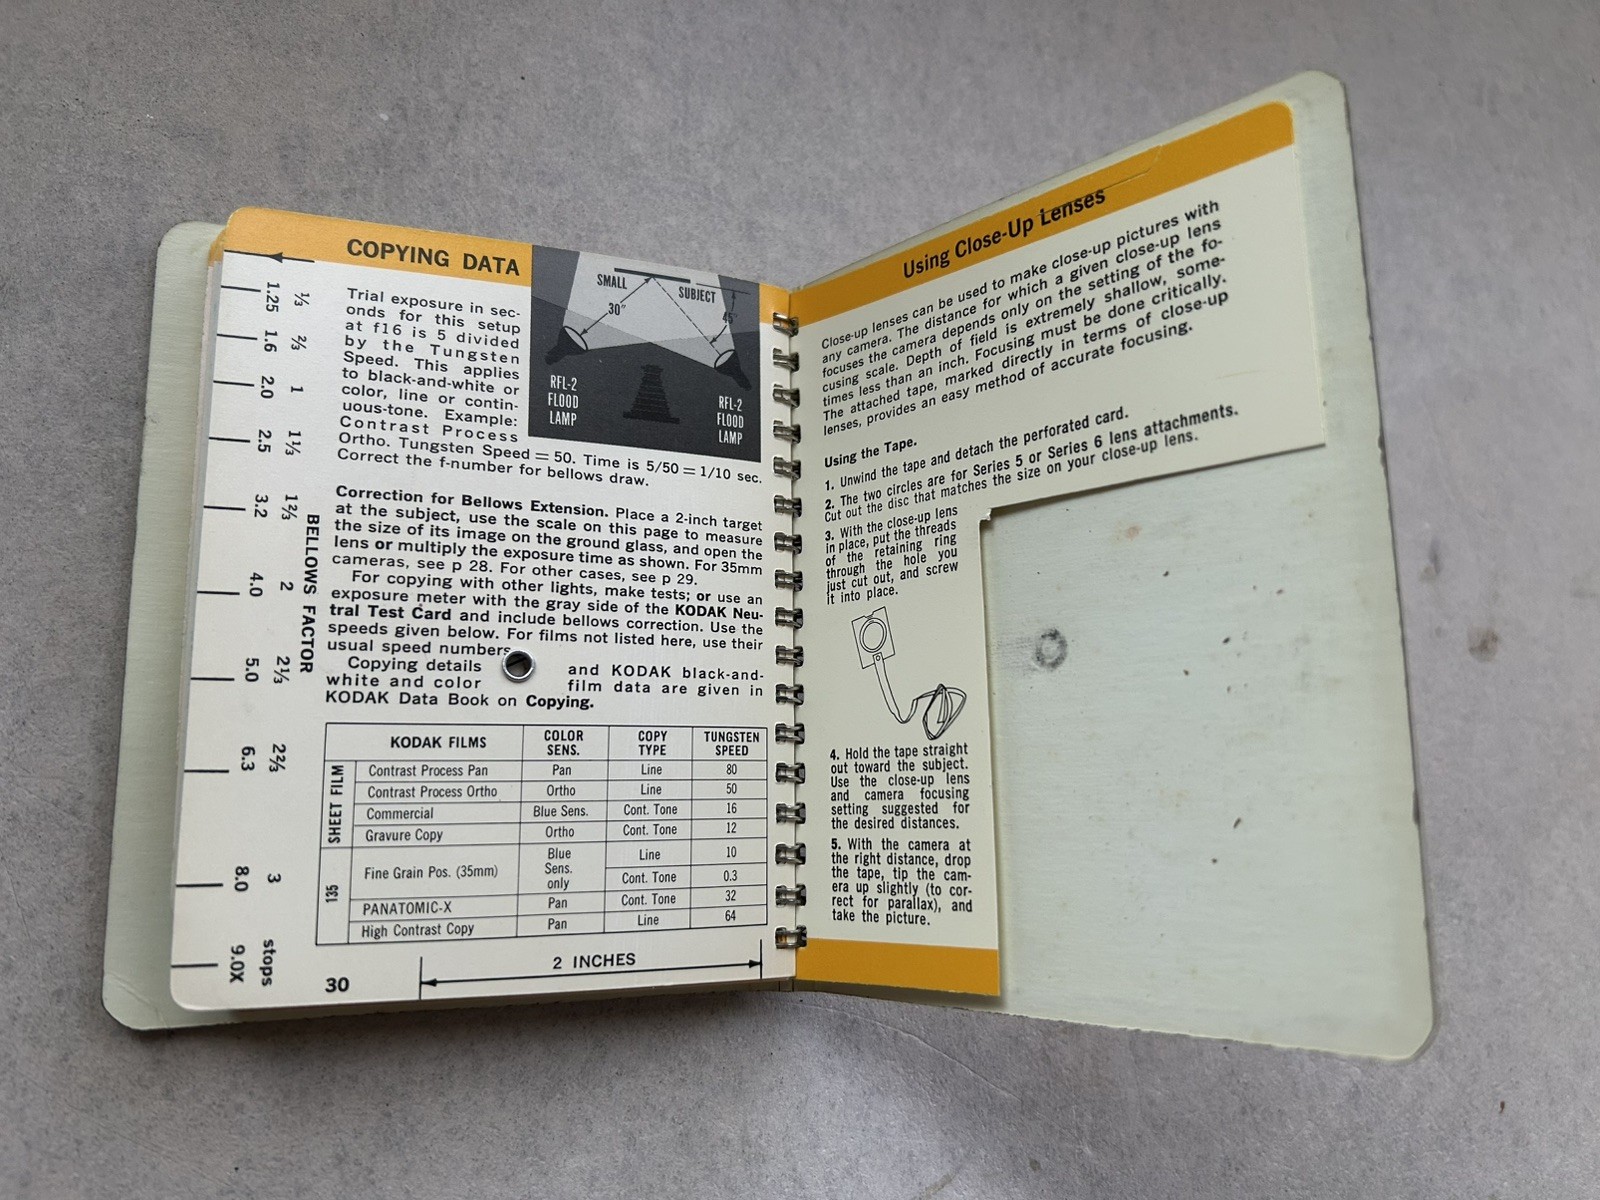 COPYING DATA
Trial exposure in sec-
onds for this setup
at f16 is 5 divided
by the Tungsten
Speed. This applies
to black-and-white or
color, line or contin-
uous-tone. Example:
Contrast Process
Ortho. Tungsten Speed = 50. Time is 5/50 = 1/10 sec.
Correct the f-number for bellows draw.
SMALL
SUBJECT
30"
45°
RFL-2
FLOOD
LAMP
RFL-2
FLOOD
LAMP
Correction for Bellows Extension. Place a 2-inch target
at the subject, use the scale on this page to measure
the size of its image on the ground glass, and open the
lens or multiply the exposure time as shown. For 35mm
cameras, see p 28. For other cases, see p 29.
For copying with other lights, make tests; or use an
exposure meter with the gray side of the KODAK Neu-
tral Test Card and include bellows correction. Use the
speeds given below. For films not listed here, use their
usual speed numbers.
Copying details and KODAK black-and-
white and color film data are given in
KODAK Data Book on Copying.
KODAK FILMS COLOR SENS. COPY TYPE TUNGSTEN SPEED
SHEET FILM
Contrast Process Pan Pan Line 80
Contrast Process Ortho Ortho Line 50
Commercial Blue Sens. Cont. Tone 16
Gravure Copy Ortho Cont. Tone 12
135
Fine Grain Pos. (35mm) Blue Sens. only Line 10
Cont. Tone 0.3
PANATOMIC-X Pan Cont. Tone 32
High Contrast Copy Pan Line 64
30
2 INCHES
BELLOWS FACTOR
1.25 ⅓
1.6 ⅔
2.0 1
2.5 1⅓
3.2 1⅔
4.0 2
5.0 2⅓
6.3 2⅔
8.0 3
9.0X stops
Using Close-Up Lenses
Close-up lenses can be used to make close-up pictures with
any camera. The distance for which a given close-up lens
focuses the camera depends only on the setting of the fo-
cusing scale. Depth of field is extremely shallow, some-
times less than an inch. Focusing must be done critically.
The attached tape, marked directly in terms of close-up
lenses, provides an easy method of accurate focusing.
Using the Tape.
1. Unwind the tape and detach the perforated card.
2. The two circles are for Series 5 or Series 6 lens attachments.
Cut out the disc that matches the size on your close-up lens.
3. With the close-up lens
in place, put the threads
of the retaining ring
through the hole you
just cut out, and screw
it into place.
4. Hold the tape straight
out toward the subject.
Use the close-up lens
and camera focusing
setting suggested for
the desired distances.
5. With the camera at
the right distance, drop
the tape, tip the cam-
era up slightly (to cor-
rect for parallax), and
take the picture.